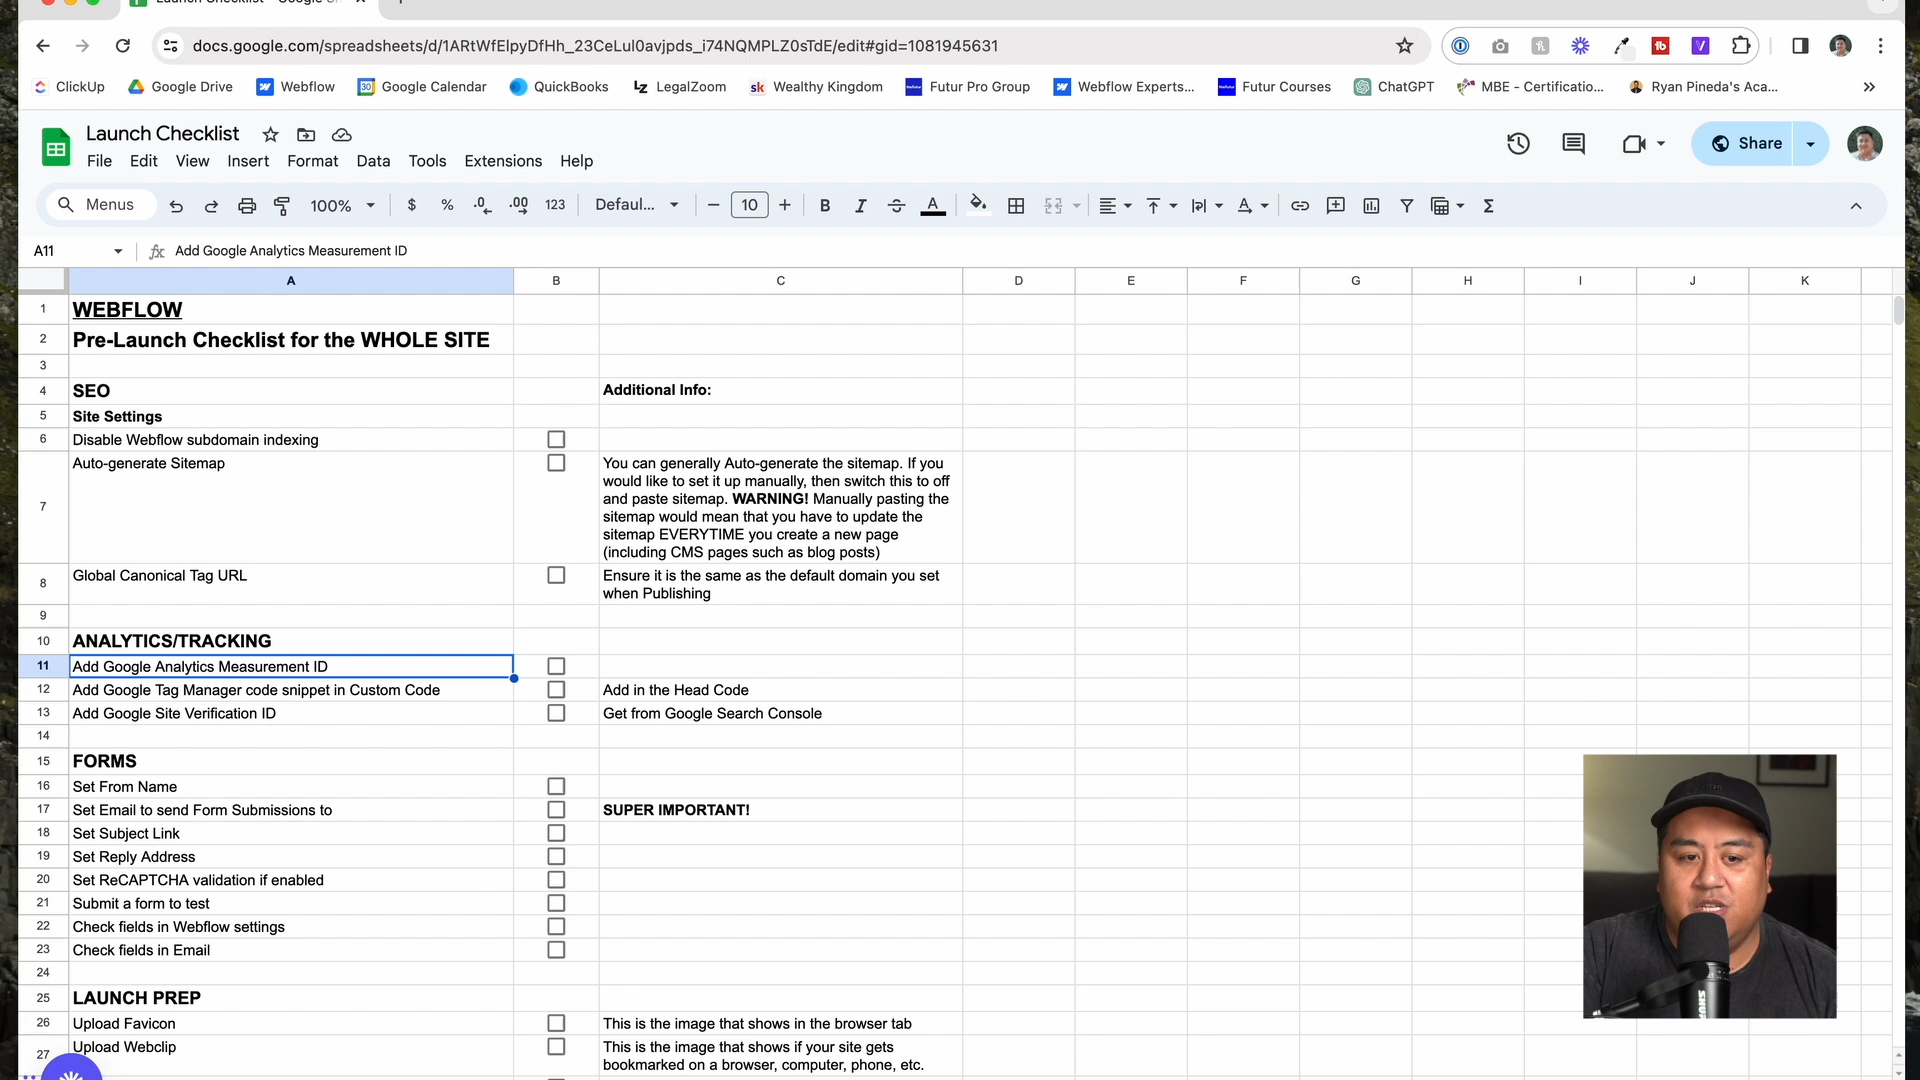 Launch Checklist - Google Sh
docs.google.com/spreadsheets/d/1ARtWfElpyDfHh_23CeLul0avjpds_i74NQMPLZ0sTdE/edit#gid=1081945631
ClickUp Google Drive Webflow Google Calendar QuickBooks LegalZoom Wealthy Kingdom Futur Pro Group Webflow Experts... Futur Courses ChatGPT MBE - Certificatio... Ryan Pineda's Aca...
Launch Checklist
File Edit View Insert Format Data Tools Extensions Help
Share
Menus 100% $ % .0 .00 123 Defaul... 10 B I A
A11 fx Add Google Analytics Measurement ID
A B C D E F G H I J K
1 WEBFLOW
2 Pre-Launch Checklist for the WHOLE SITE
3
4 SEO Additional Info:
5 Site Settings
6 Disable Webflow subdomain indexing
7 Auto-generate Sitemap You can generally Auto-generate the sitemap. If you
would like to set it up manually, then switch this to off
and paste sitemap. WARNING! Manually pasting the
sitemap would mean that you have to update the
sitemap EVERYTIME you create a new page
(including CMS pages such as blog posts)
8 Global Canonical Tag URL Ensure it is the same as the default domain you set
when Publishing
9
10 ANALYTICS/TRACKING
11 Add Google Analytics Measurement ID
12 Add Google Tag Manager code snippet in Custom Code Add in the Head Code
13 Add Google Site Verification ID Get from Google Search Console
14
15 FORMS
16 Set From Name
17 Set Email to send Form Submissions to SUPER IMPORTANT!
18 Set Subject Link
19 Set Reply Address
20 Set ReCAPTCHA validation if enabled
21 Submit a form to test
22 Check fields in Webflow settings
23 Check fields in Email
24
25 LAUNCH PREP
26 Upload Favicon This is the image that shows in the browser tab
27 Upload Webclip This is the image that shows if your site gets
bookmarked on a browser, computer, phone, etc.